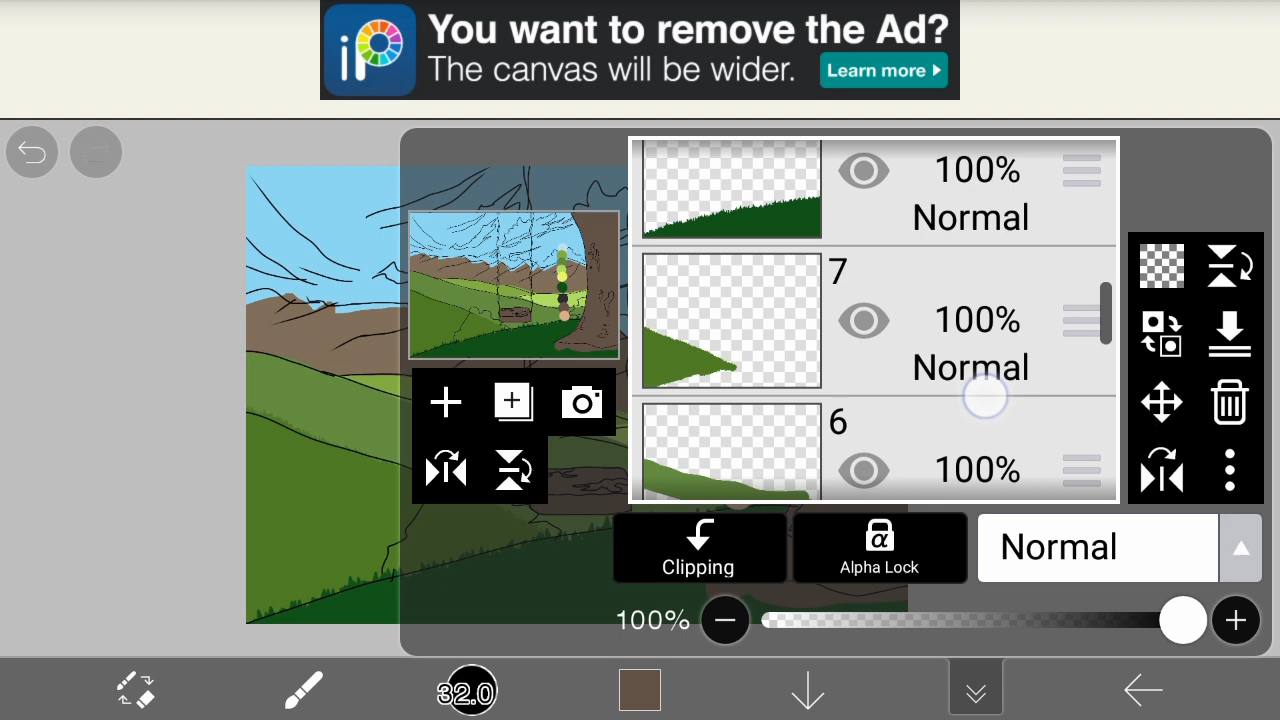 iP
You want to remove the Ad?
The canvas will be wider.
Learn more
100%
Normal
7
100%
Normal
6
100%
Clipping
α
Alpha Lock
Normal
100%
32.0